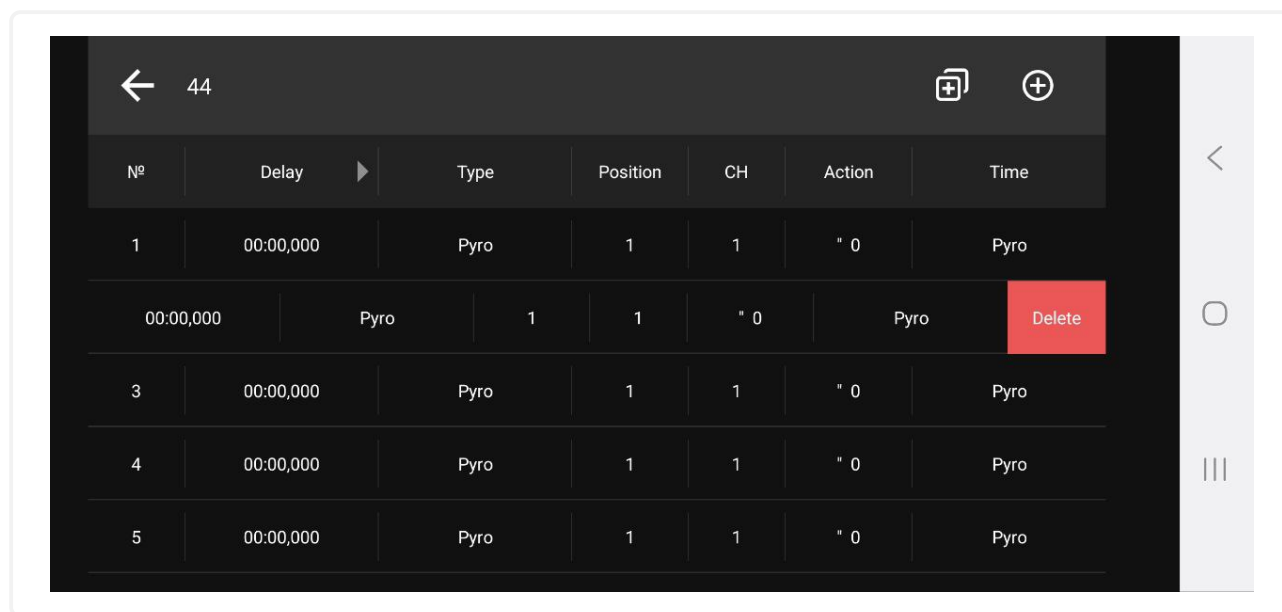 44
Nº Delay Type Position CH Action Time
1 00:00,000 Pyro 1 1 " 0 Pyro
00:00,000 Pyro 1 1 " 0 Pyro Delete
3 00:00,000 Pyro 1 1 " 0 Pyro
4 00:00,000 Pyro 1 1 " 0 Pyro
5 00:00,000 Pyro 1 1 " 0 Pyro